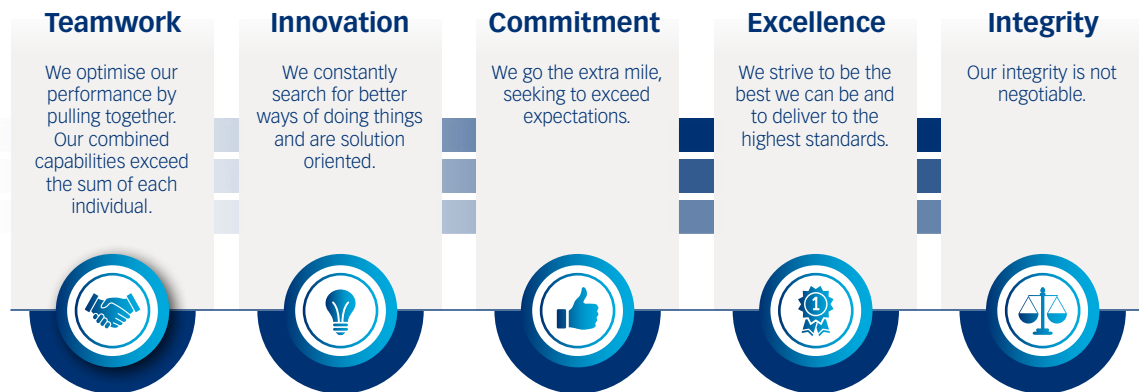 Teamwork
We optimise our
performance by
pulling together.
Our combined
capabilities exceed
the sum of each
individual.
Innovation
We constantly
search for better
ways of doing things
and are solution
oriented.
Commitment
We go the extra mile,
seeking to exceed
expectations.
Excellence
We strive to be the
best we can be and
to deliver to the
highest standards.
1
Integrity
Our integrity is not
negotiable.